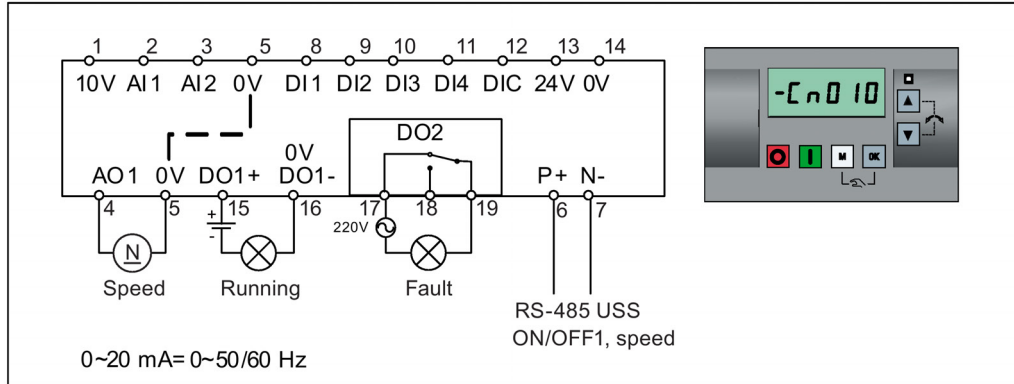 1 2 3 5 8 9 10 11 12 13 14
10V AI1 AI2 0V DI1 DI2 DI3 DI4 DIC 24V 0V
-Cn010
DO2
0V
AO1 0V DO1+ DO1- P+ N-
4 5 15 16 17 18 19 6 7
+
-
220V
N
M OK
Speed Running Fault
RS-485 USS
ON/OFF1, speed
0~20 mA= 0~50/60 Hz